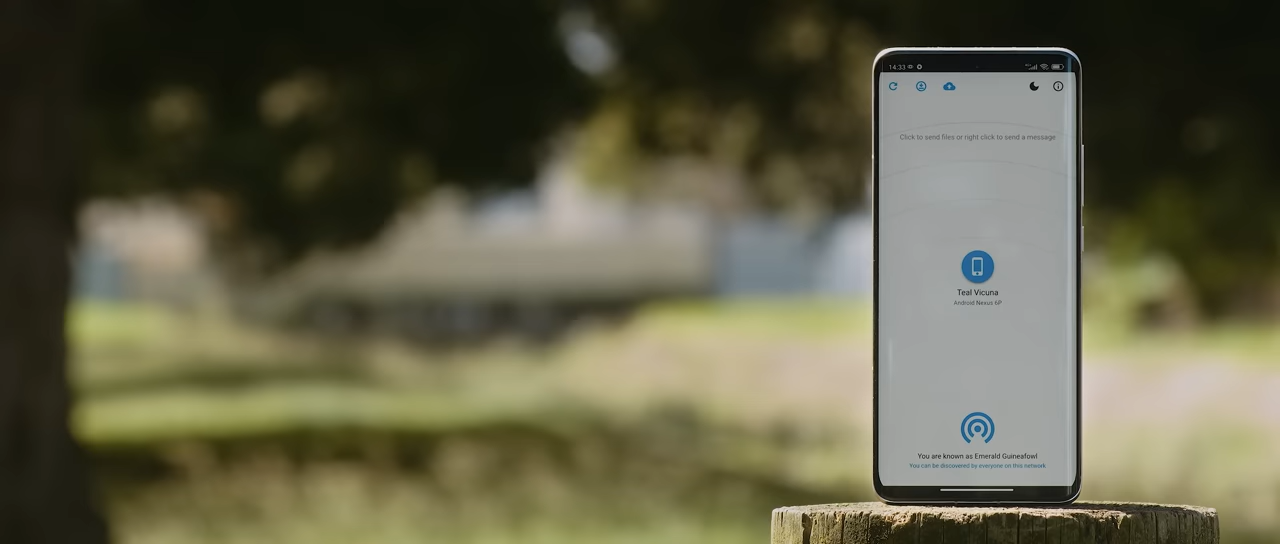 14:33
Click to send files or right click to send a message
Teal Vicuna
Android Nexus 6P
You are known as Emerald Guineafowl
You can be discovered by everyone on this network